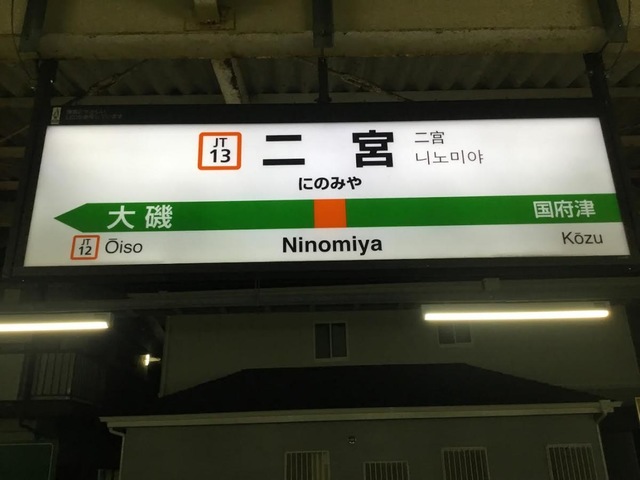 JT
13
二宮
二宮
니노미야
にのみや
大磯
国府津
JT
12
Ōiso
Ninomiya
Kōzu